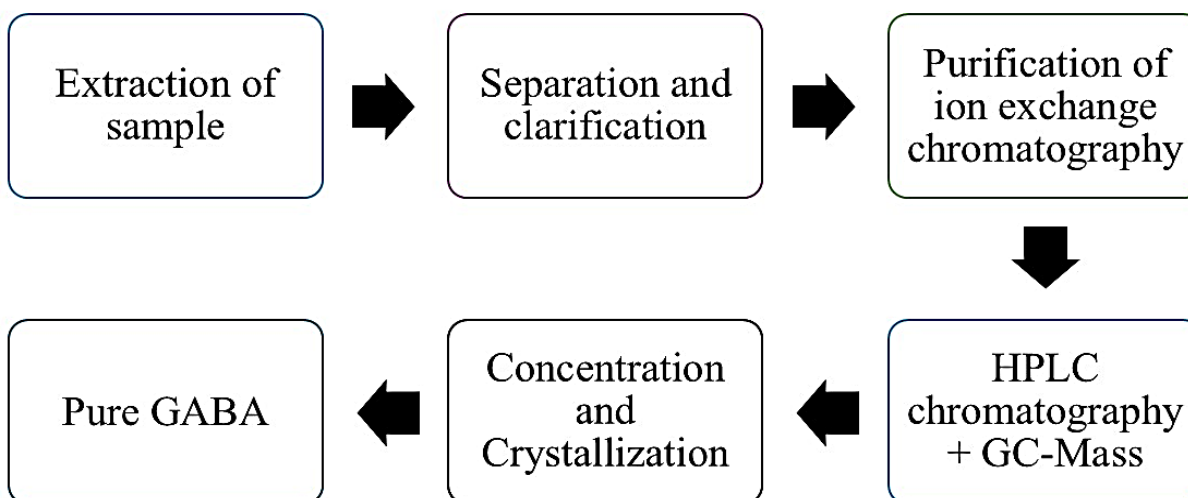 Extraction of
sample
Separation and
clarification
Purification of
ion exchange
chromatography
HPLC
chromatography
+ GC-Mass
Concentration
and
Crystallization
Pure GABA